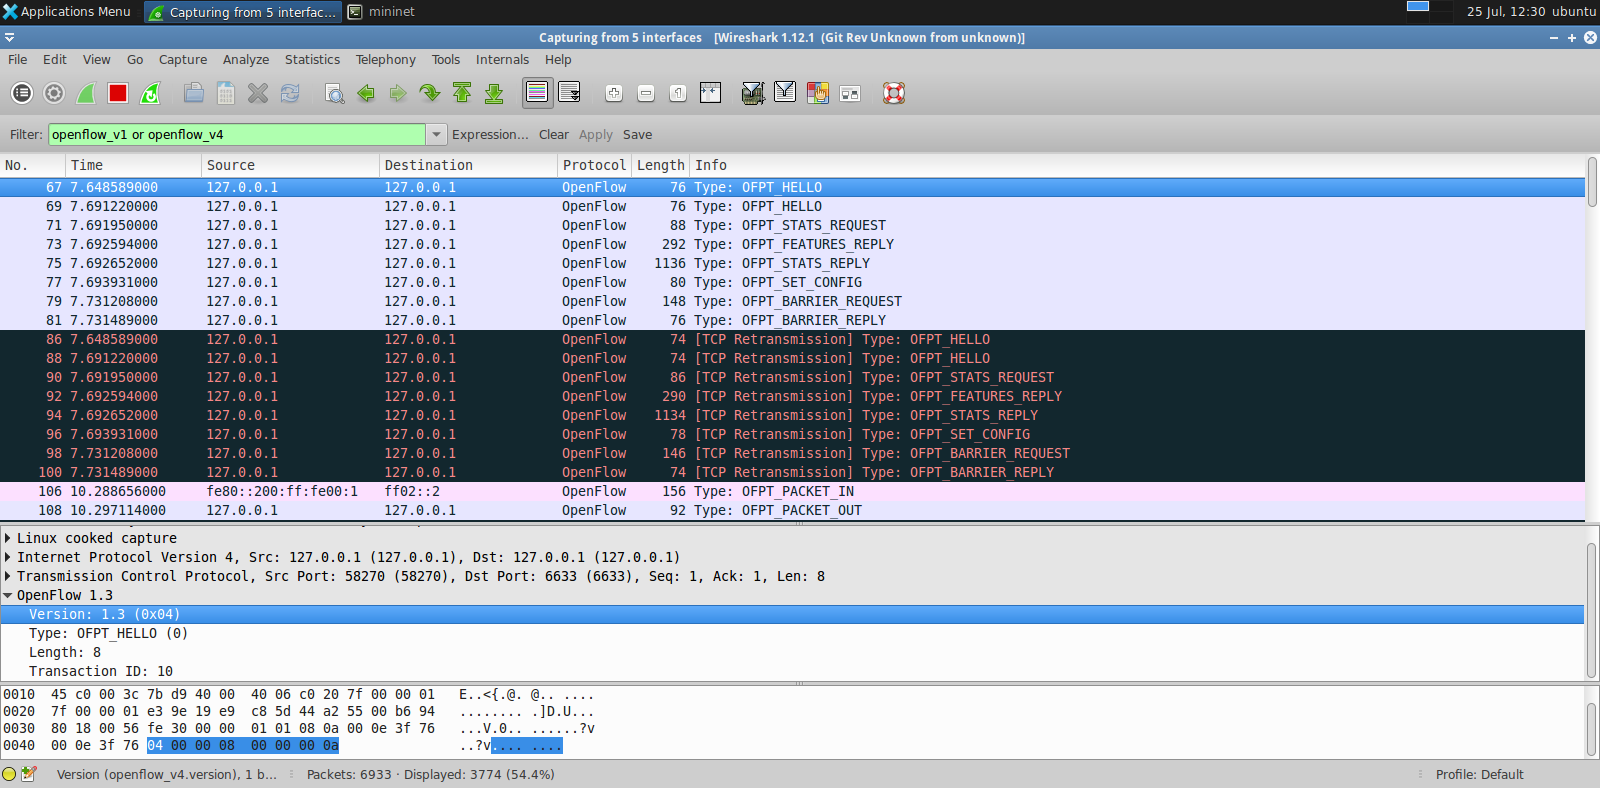 Applications Menu Capturing from 5 interfac... mininet 25 Jul, 12:30 ubuntu
Capturing from 5 interfaces [Wireshark 1.12.1 (Git Rev Unknown from unknown)]
File Edit View Go Capture Analyze Statistics Telephony Tools Internals Help
Filter: openflow_v1 or openflow_v4 Expression... Clear Apply Save
No. Time Source Destination Protocol Length Info
67 7.648589000 127.0.0.1 127.0.0.1 OpenFlow 76 Type: OFPT_HELLO
69 7.691220000 127.0.0.1 127.0.0.1 OpenFlow 76 Type: OFPT_HELLO
71 7.691950000 127.0.0.1 127.0.0.1 OpenFlow 88 Type: OFPT_STATS_REQUEST
73 7.692594000 127.0.0.1 127.0.0.1 OpenFlow 292 Type: OFPT_FEATURES_REPLY
75 7.692652000 127.0.0.1 127.0.0.1 OpenFlow 1136 Type: OFPT_STATS_REPLY
77 7.693931000 127.0.0.1 127.0.0.1 OpenFlow 80 Type: OFPT_SET_CONFIG
79 7.731208000 127.0.0.1 127.0.0.1 OpenFlow 148 Type: OFPT_BARRIER_REQUEST
81 7.731489000 127.0.0.1 127.0.0.1 OpenFlow 76 Type: OFPT_BARRIER_REPLY
86 7.648589000 127.0.0.1 127.0.0.1 OpenFlow 74 [TCP Retransmission] Type: OFPT_HELLO
88 7.691220000 127.0.0.1 127.0.0.1 OpenFlow 74 [TCP Retransmission] Type: OFPT_HELLO
90 7.691950000 127.0.0.1 127.0.0.1 OpenFlow 86 [TCP Retransmission] Type: OFPT_STATS_REQUEST
92 7.692594000 127.0.0.1 127.0.0.1 OpenFlow 290 [TCP Retransmission] Type: OFPT_FEATURES_REPLY
94 7.692652000 127.0.0.1 127.0.0.1 OpenFlow 1134 [TCP Retransmission] Type: OFPT_STATS_REPLY
96 7.693931000 127.0.0.1 127.0.0.1 OpenFlow 78 [TCP Retransmission] Type: OFPT_SET_CONFIG
98 7.731208000 127.0.0.1 127.0.0.1 OpenFlow 146 [TCP Retransmission] Type: OFPT_BARRIER_REQUEST
100 7.731489000 127.0.0.1 127.0.0.1 OpenFlow 74 [TCP Retransmission] Type: OFPT_BARRIER_REPLY
106 10.288656000 fe80::200:ff:fe00:1 ff02::2 OpenFlow 156 Type: OFPT_PACKET_IN
108 10.297114000 127.0.0.1 127.0.0.1 OpenFlow 92 Type: OFPT_PACKET_OUT
Linux cooked capture
Internet Protocol Version 4, Src: 127.0.0.1 (127.0.0.1), Dst: 127.0.0.1 (127.0.0.1)
Transmission Control Protocol, Src Port: 58270 (58270), Dst Port: 6633 (6633), Seq: 1, Ack: 1, Len: 8
OpenFlow 1.3
Version: 1.3 (0x04)
Type: OFPT_HELLO (0)
Length: 8
Transaction ID: 10
0010 45 c0 00 3c 7b d9 40 00 40 06 c0 20 7f 00 00 01 E..<{.@. @.. ....
0020 7f 00 00 01 e3 9e 19 e9 c8 5d 44 a2 55 00 b6 94 ........ .]D.U...
0030 80 18 00 56 fe 30 00 00 01 01 08 0a 00 0e 3f 76 ...V.0.. ......?v
0040 00 0e 3f 76 04 00 00 08 00 00 00 0a ..?v.... ....
Version (openflow_v4.version), 1 b... Packets: 6933 · Displayed: 3774 (54.4%) Profile: Default